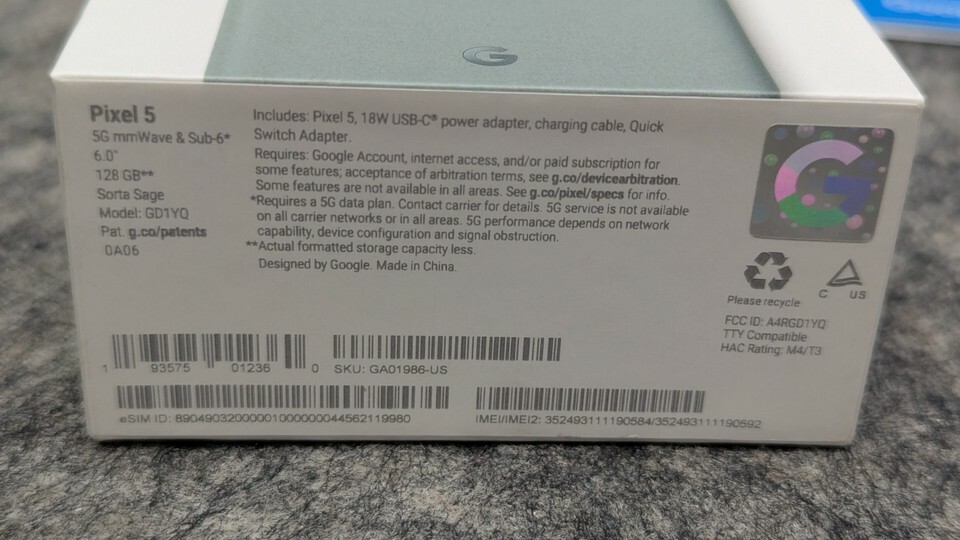 Pixel 5
5G mmWave & Sub-6*
6.0"
128 GB**
Sorta Sage
Model: GD1YQ
Pat. g.co/patents
0A06
Includes: Pixel 5, 18W USB-C® power adapter, charging cable, Quick
Switch Adapter.
Requires: Google Account, internet access, and/or paid subscription for
some features; acceptance of arbitration terms, see g.co/devicearbitration.
Some features are not available in all areas. See g.co/pixel/specs for info.
*Requires a 5G data plan. Contact carrier for details. 5G service is not available
on all carrier networks or in all areas. 5G performance depends on network
capability, device configuration and signal obstruction.
**Actual formatted storage capacity less.
Designed by Google. Made in China.
G
G
Please recycle
C US
FCC ID: A4RGD1YQ
TTY Compatible
HAC Rating: M4/T3
1 93575 01236 0
SKU: GA01986-US
eSIM ID: 89049032000001000000044562119980
IMEI/IMEI2: 352493111190584/352493111190592